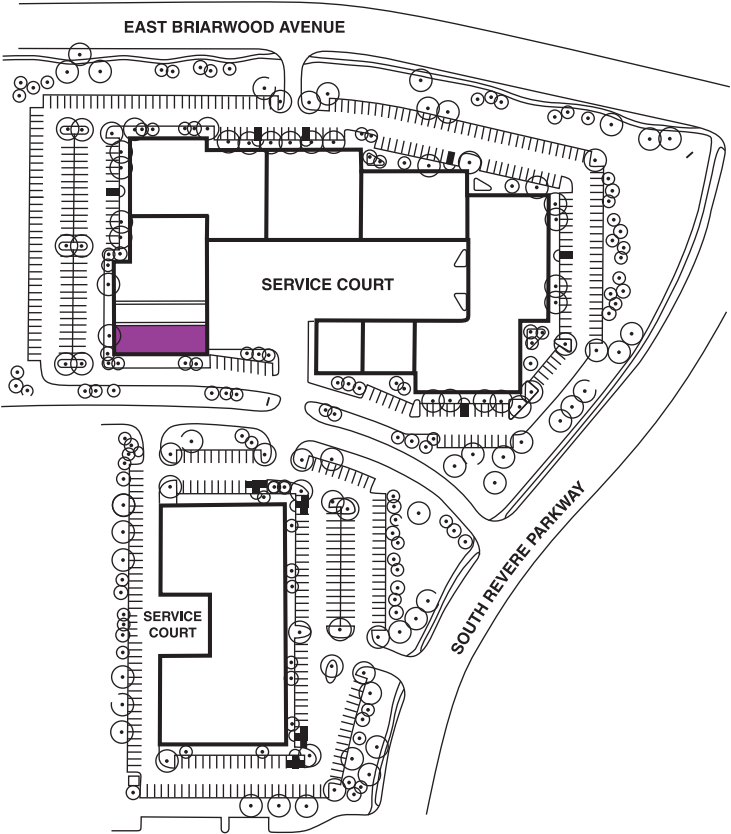 EAST BRIARWOOD AVENUE
SERVICE COURT
SOUTH REVERE PARKWAY
SERVICE
COURT